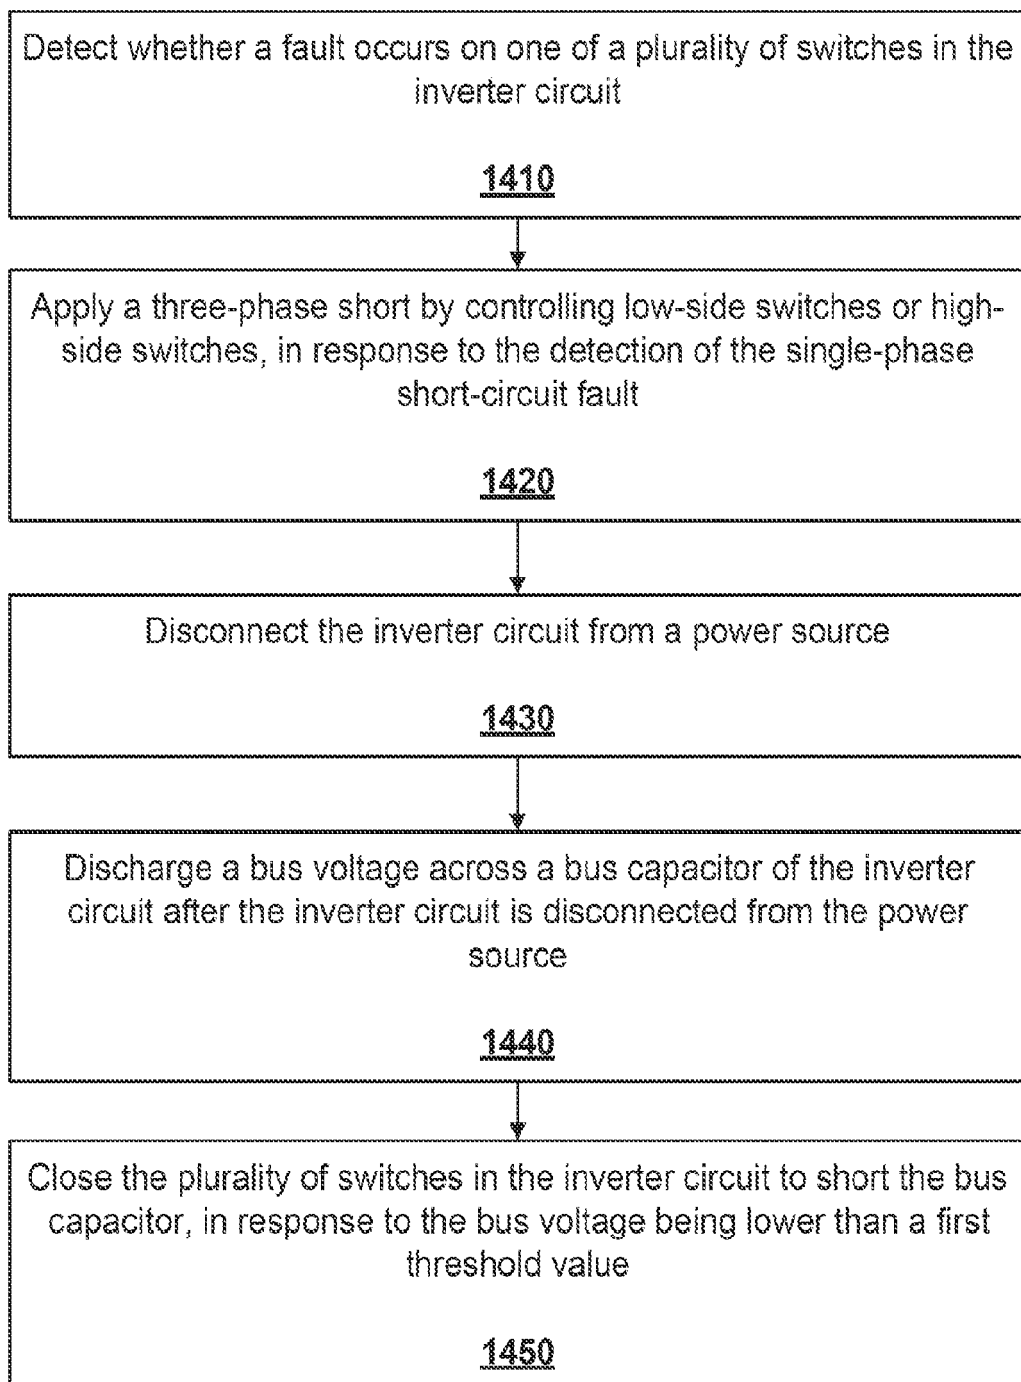 Detect whether a fault occurs on one of a plurality of switches in the
inverter circuit
1410
Apply a three-phase short by controlling low-side switches or high-
side switches, in response to the detection of the single-phase
short-circuit fault
1420
Disconnect the inverter circuit from a power source
1430
Discharge a bus voltage across a bus capacitor of the inverter
circuit after the inverter circuit is disconnected from the power
source
1440
Close the plurality of switches in the inverter circuit to short the bus
capacitor, in response to the bus voltage being lower than a first
threshold value
1450